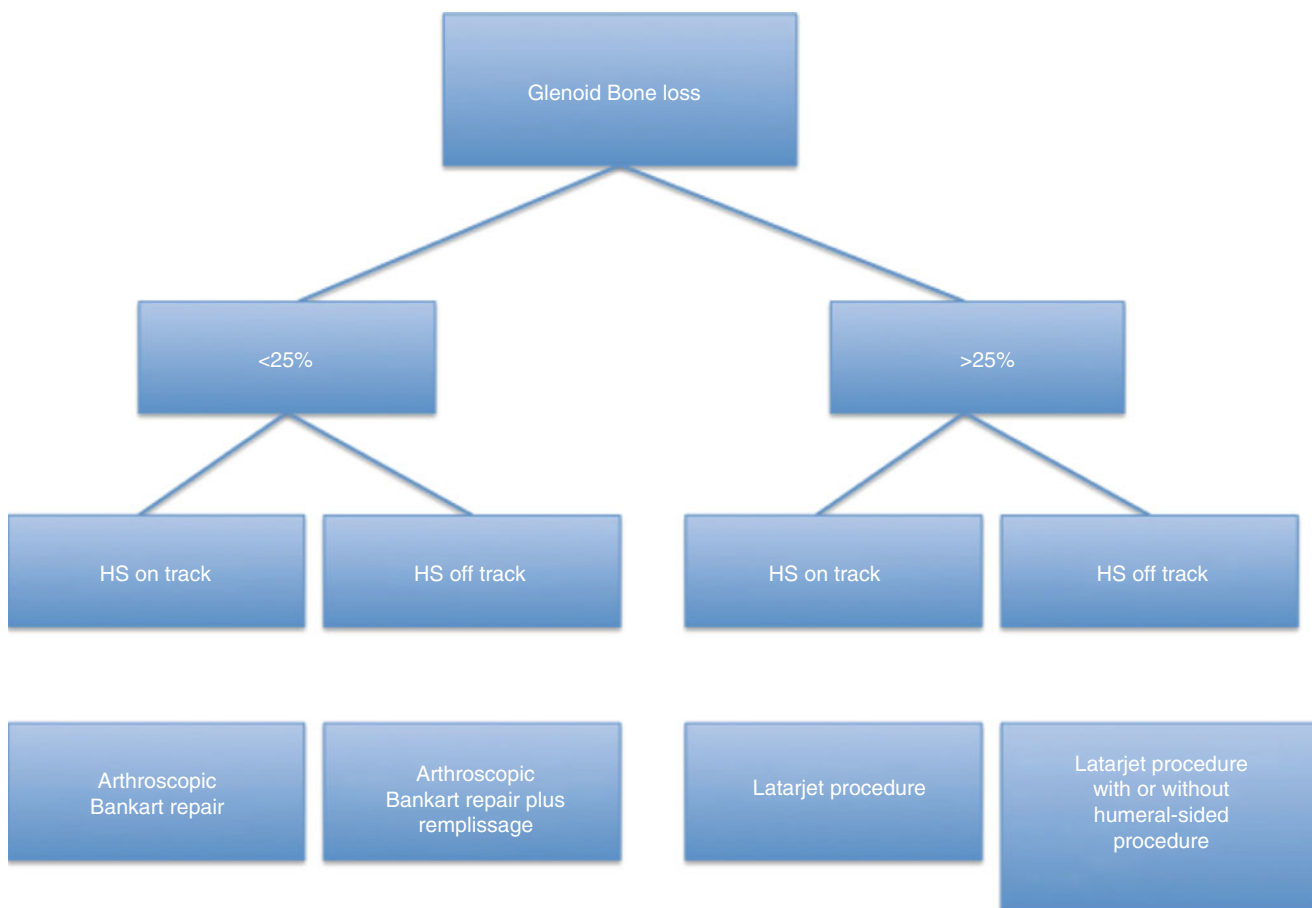 Glenoid Bone loss
<25%
>25%
HS on track
HS off track
HS on track
HS off track
Arthroscopic
Bankart repair
Arthroscopic
Bankart repair plus
remplissage
Latarjet procedure
Latarjet procedure
with or without
humeral-sided
procedure